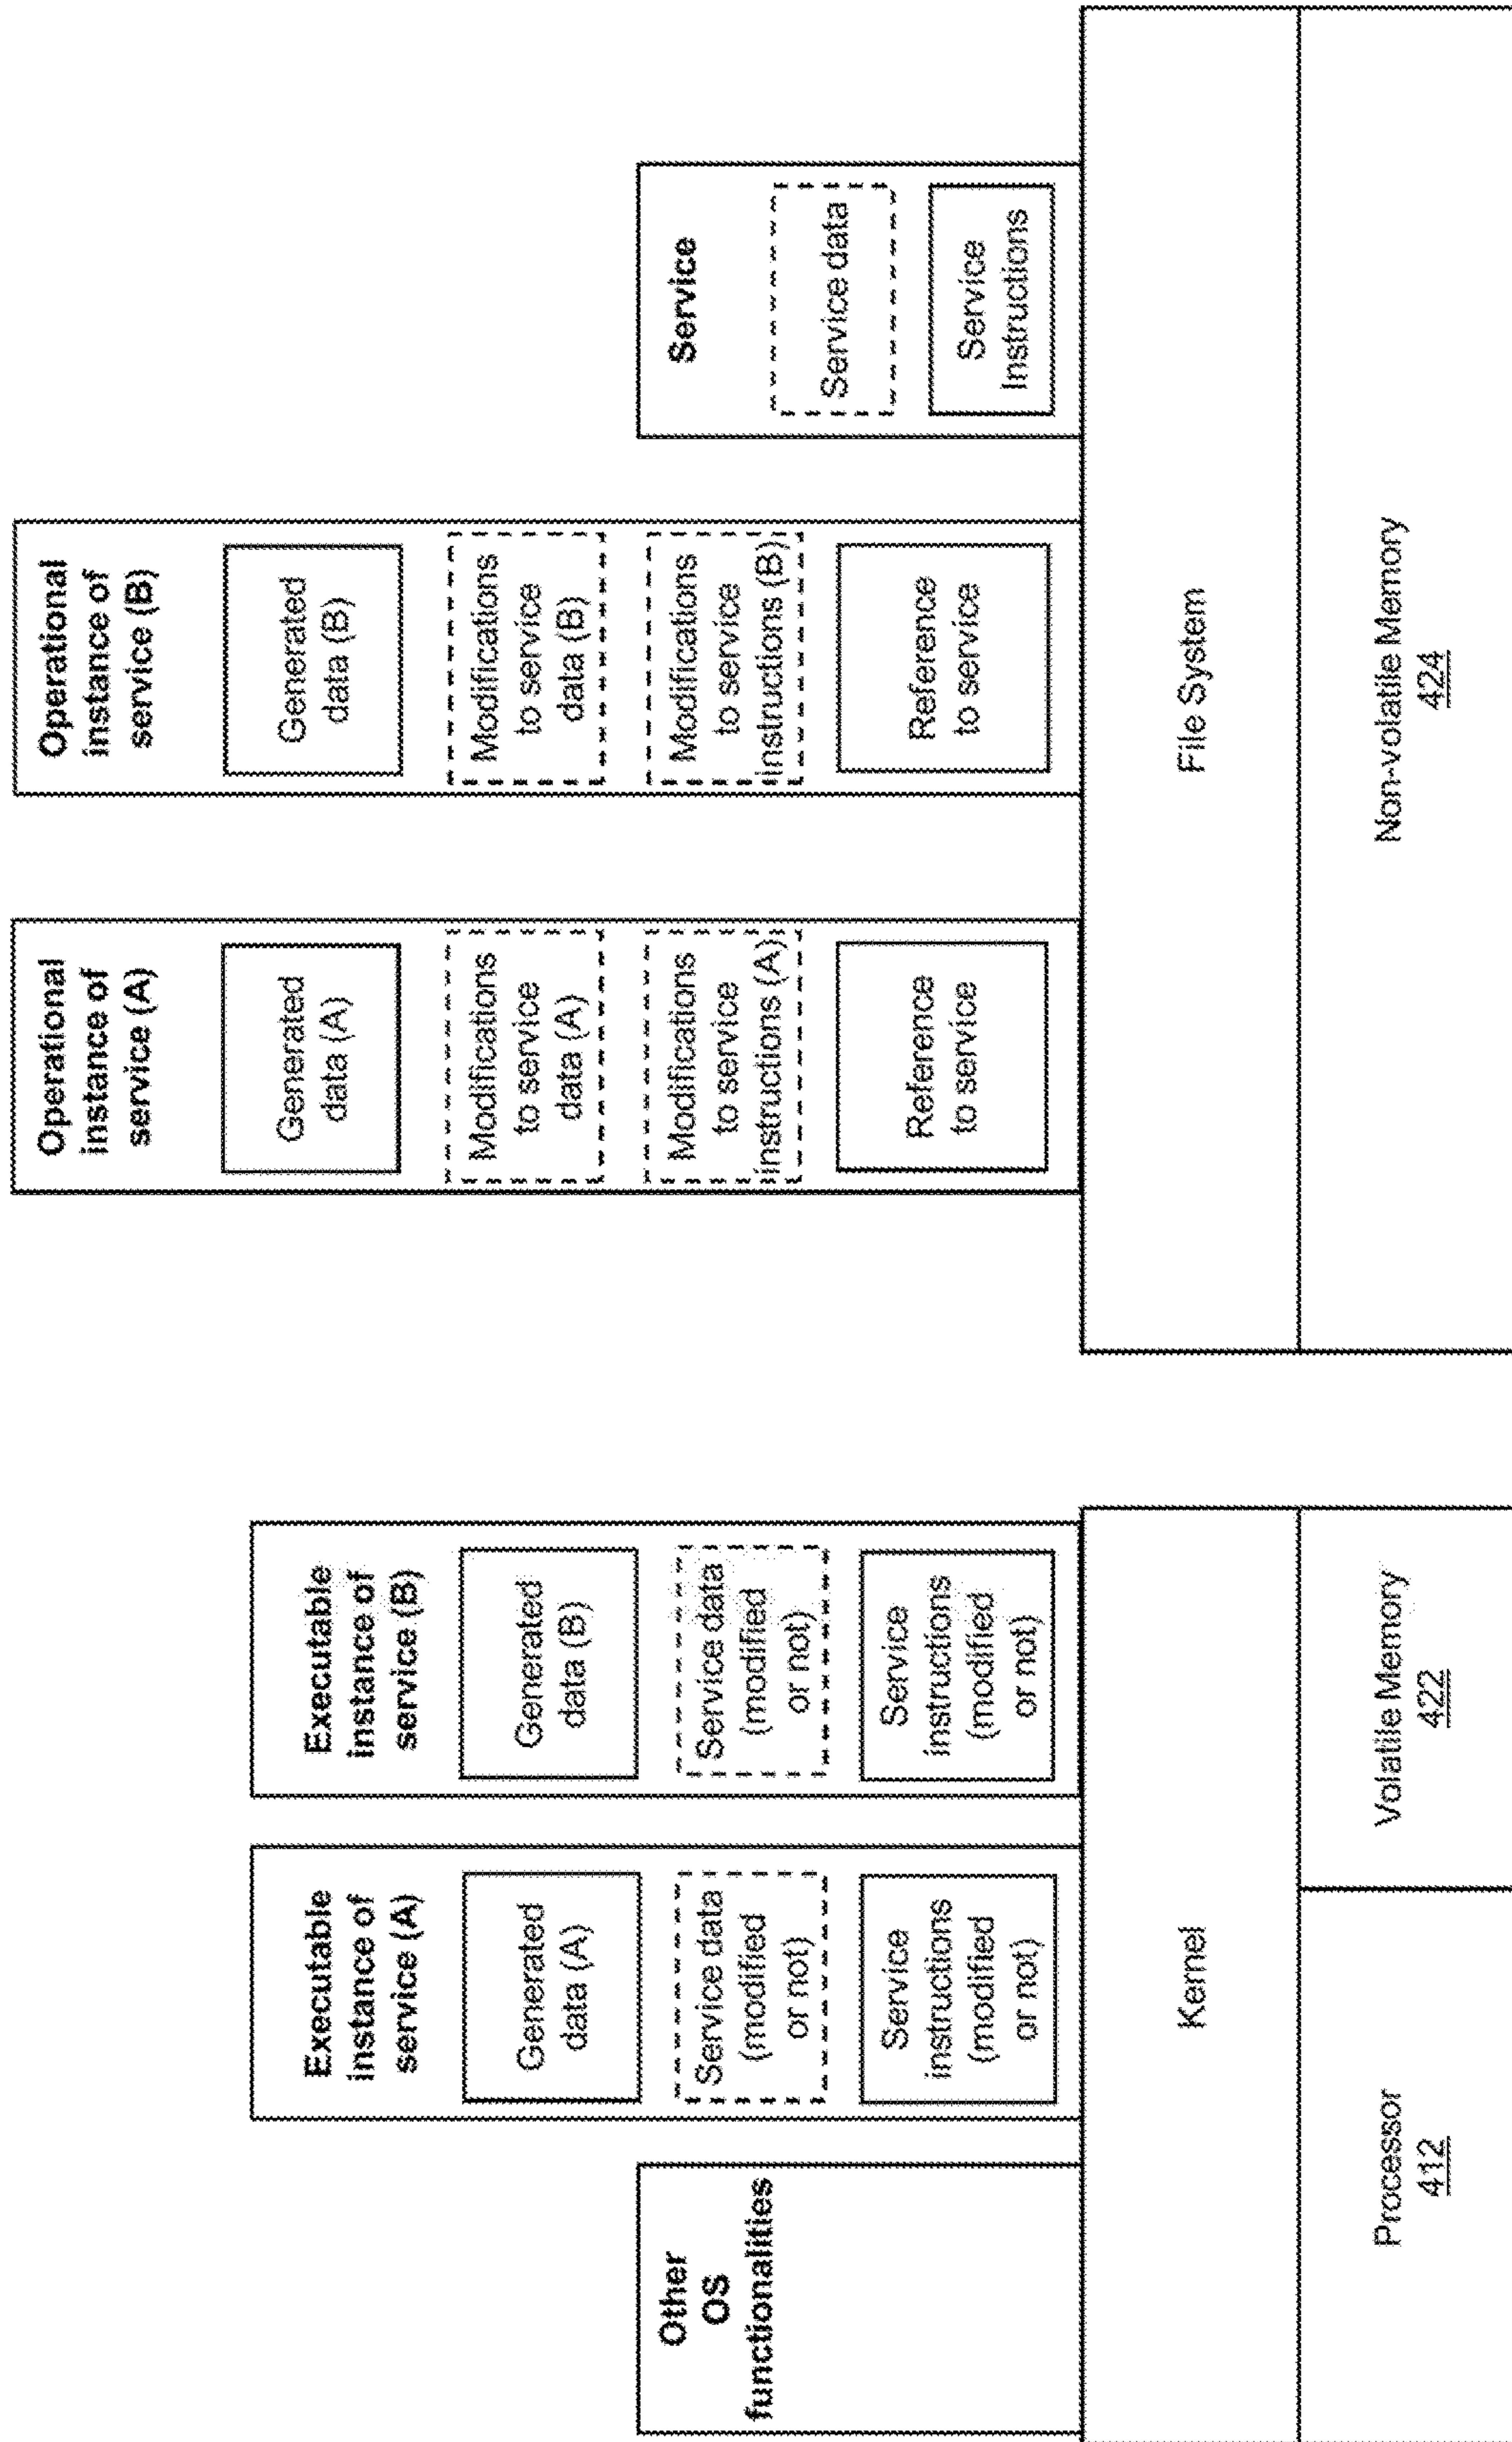 Other
OS
functionalities
Executable
instance of
service (A)
Generated
data (A)
Service data
(modified
or not)
Service
instructions
(modified
or not)
Executable
instance of
service (B)
Generated
data (B)
Service data
(modified
or not)
Service
instructions
(modified
or not)
Kernel
Processor
412
Volatile Memory
422
Operational
instance of
service (A)
Generated
data (A)
Modifications
to service
data (A)
Modifications
to service
instructions (A)
Reference
to service
Operational
instance of
service (B)
Generated
data (B)
Modifications
to service
data (B)
Modifications
to service
instructions (B)
Reference
to service
Service
Service data
Service
Instructions
File System
Non-volatile Memory
424